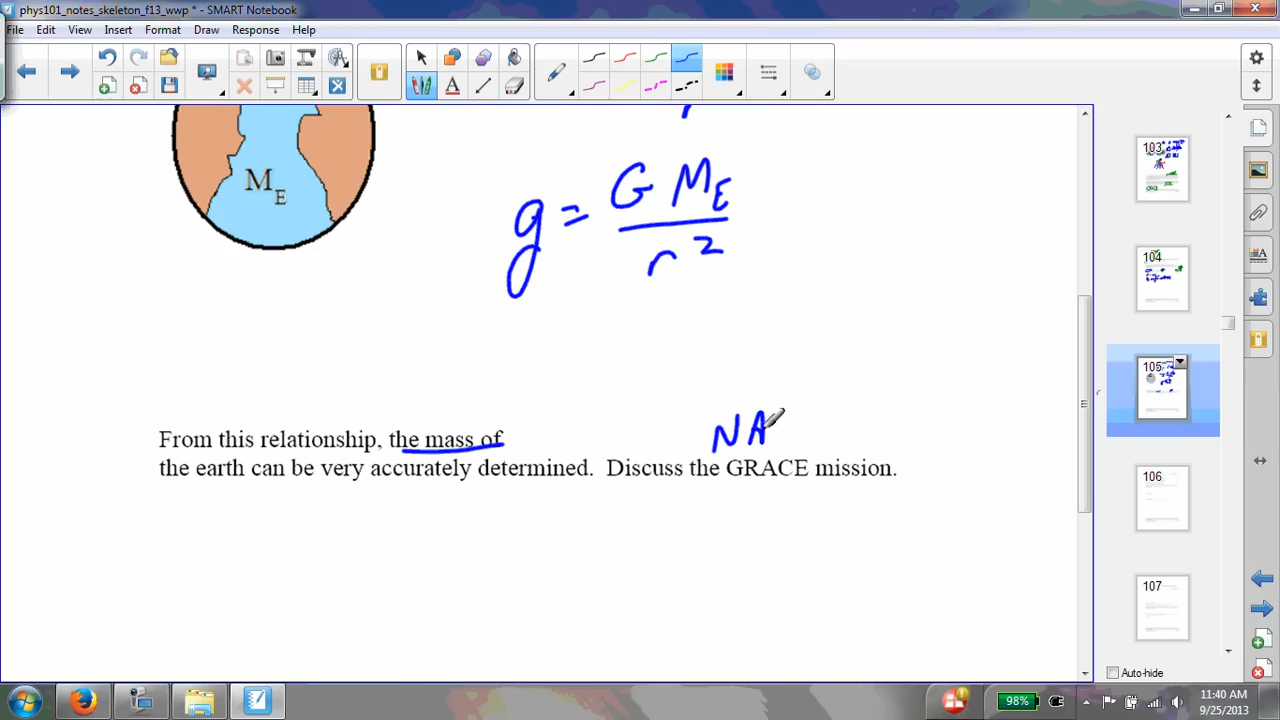 phys101_notes_skeleton_f13_wwp * - SMART Notebook
File Edit View Insert Format Draw Response Help
M_E
g = G M_E / r^2
From this relationship, the mass of
NA
the earth can be very accurately determined. Discuss the GRACE mission.
103
104
105
106
107
Auto-hide
98%
11:40 AM
9/25/2013